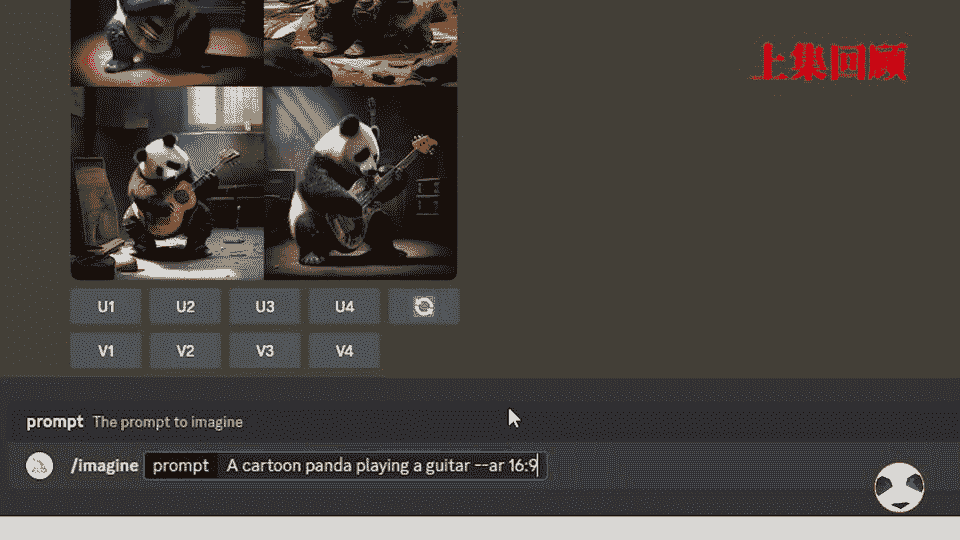 上集回顾
U1 U2 U3 U4
V1 V2 V3 V4
prompt The prompt to imagine
/imagine prompt A cartoon panda playing a guitar --ar 16:9